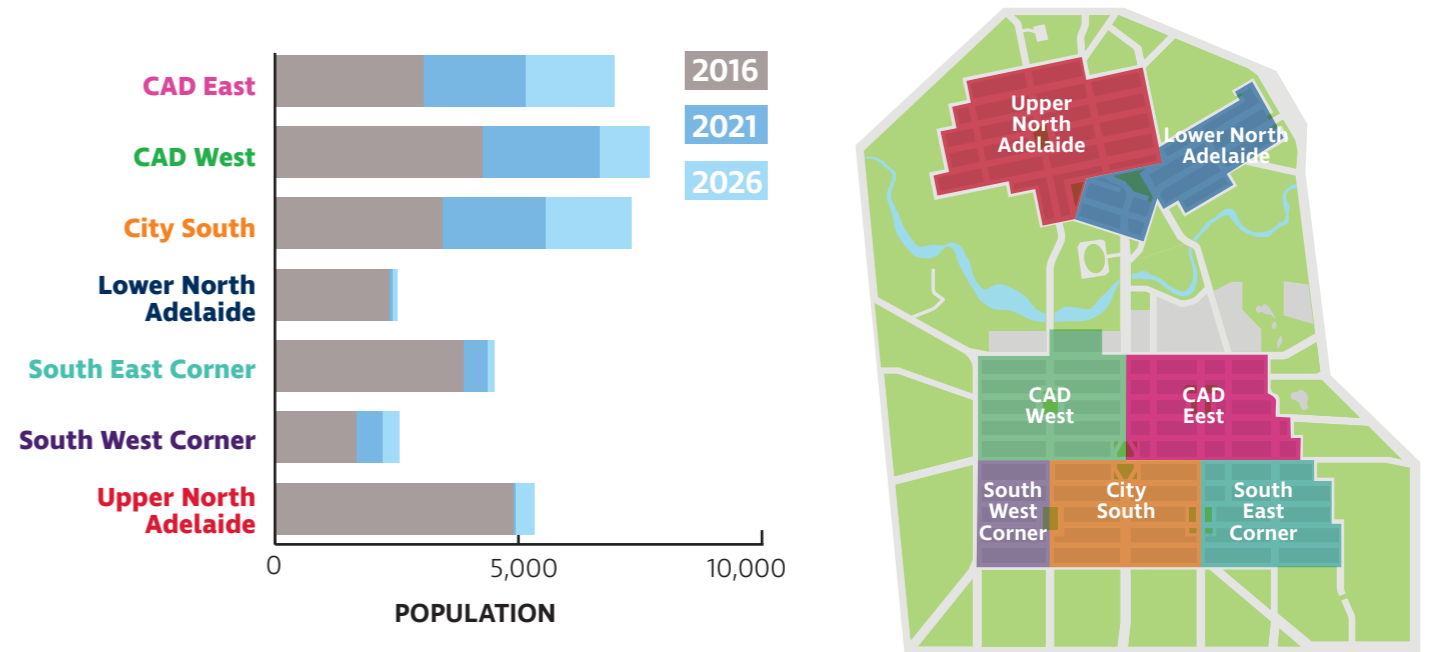 CAD East
CAD West
City South
Lower North
Adelaide
South East Corner
South West Corner
Upper North
Adelaide
0
5,000
10,000
POPULATION
2016
2021
2026
Upper
North
Adelaide
Lower North
Adelaide
CAD
West
CAD
Eest
South
West
Corner
City
South
South
East
Corner